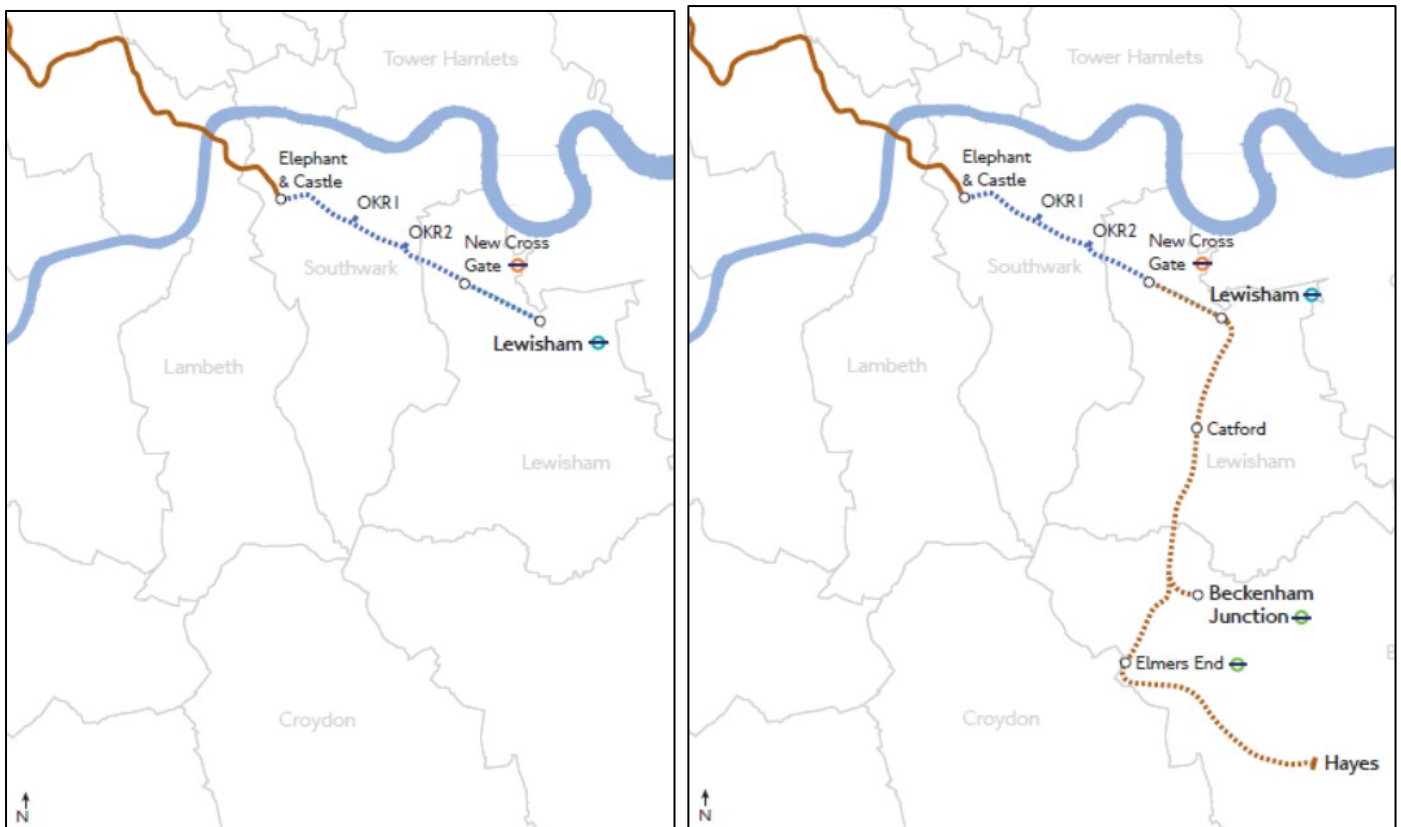 Tower Hamlets
Elephant
& Castle
OKR1
OKR2
New Cross
Gate
Southwark
Lewisham
Lambeth
Lewisham
Croydon
N
Tower Hamlets
Elephant
& Castle
OKR1
OKR2
New Cross
Gate
Southwark
Lewisham
Lambeth
Catford
Lewisham
Beckenham
Junction
Elmers End
Croydon
Hayes
N